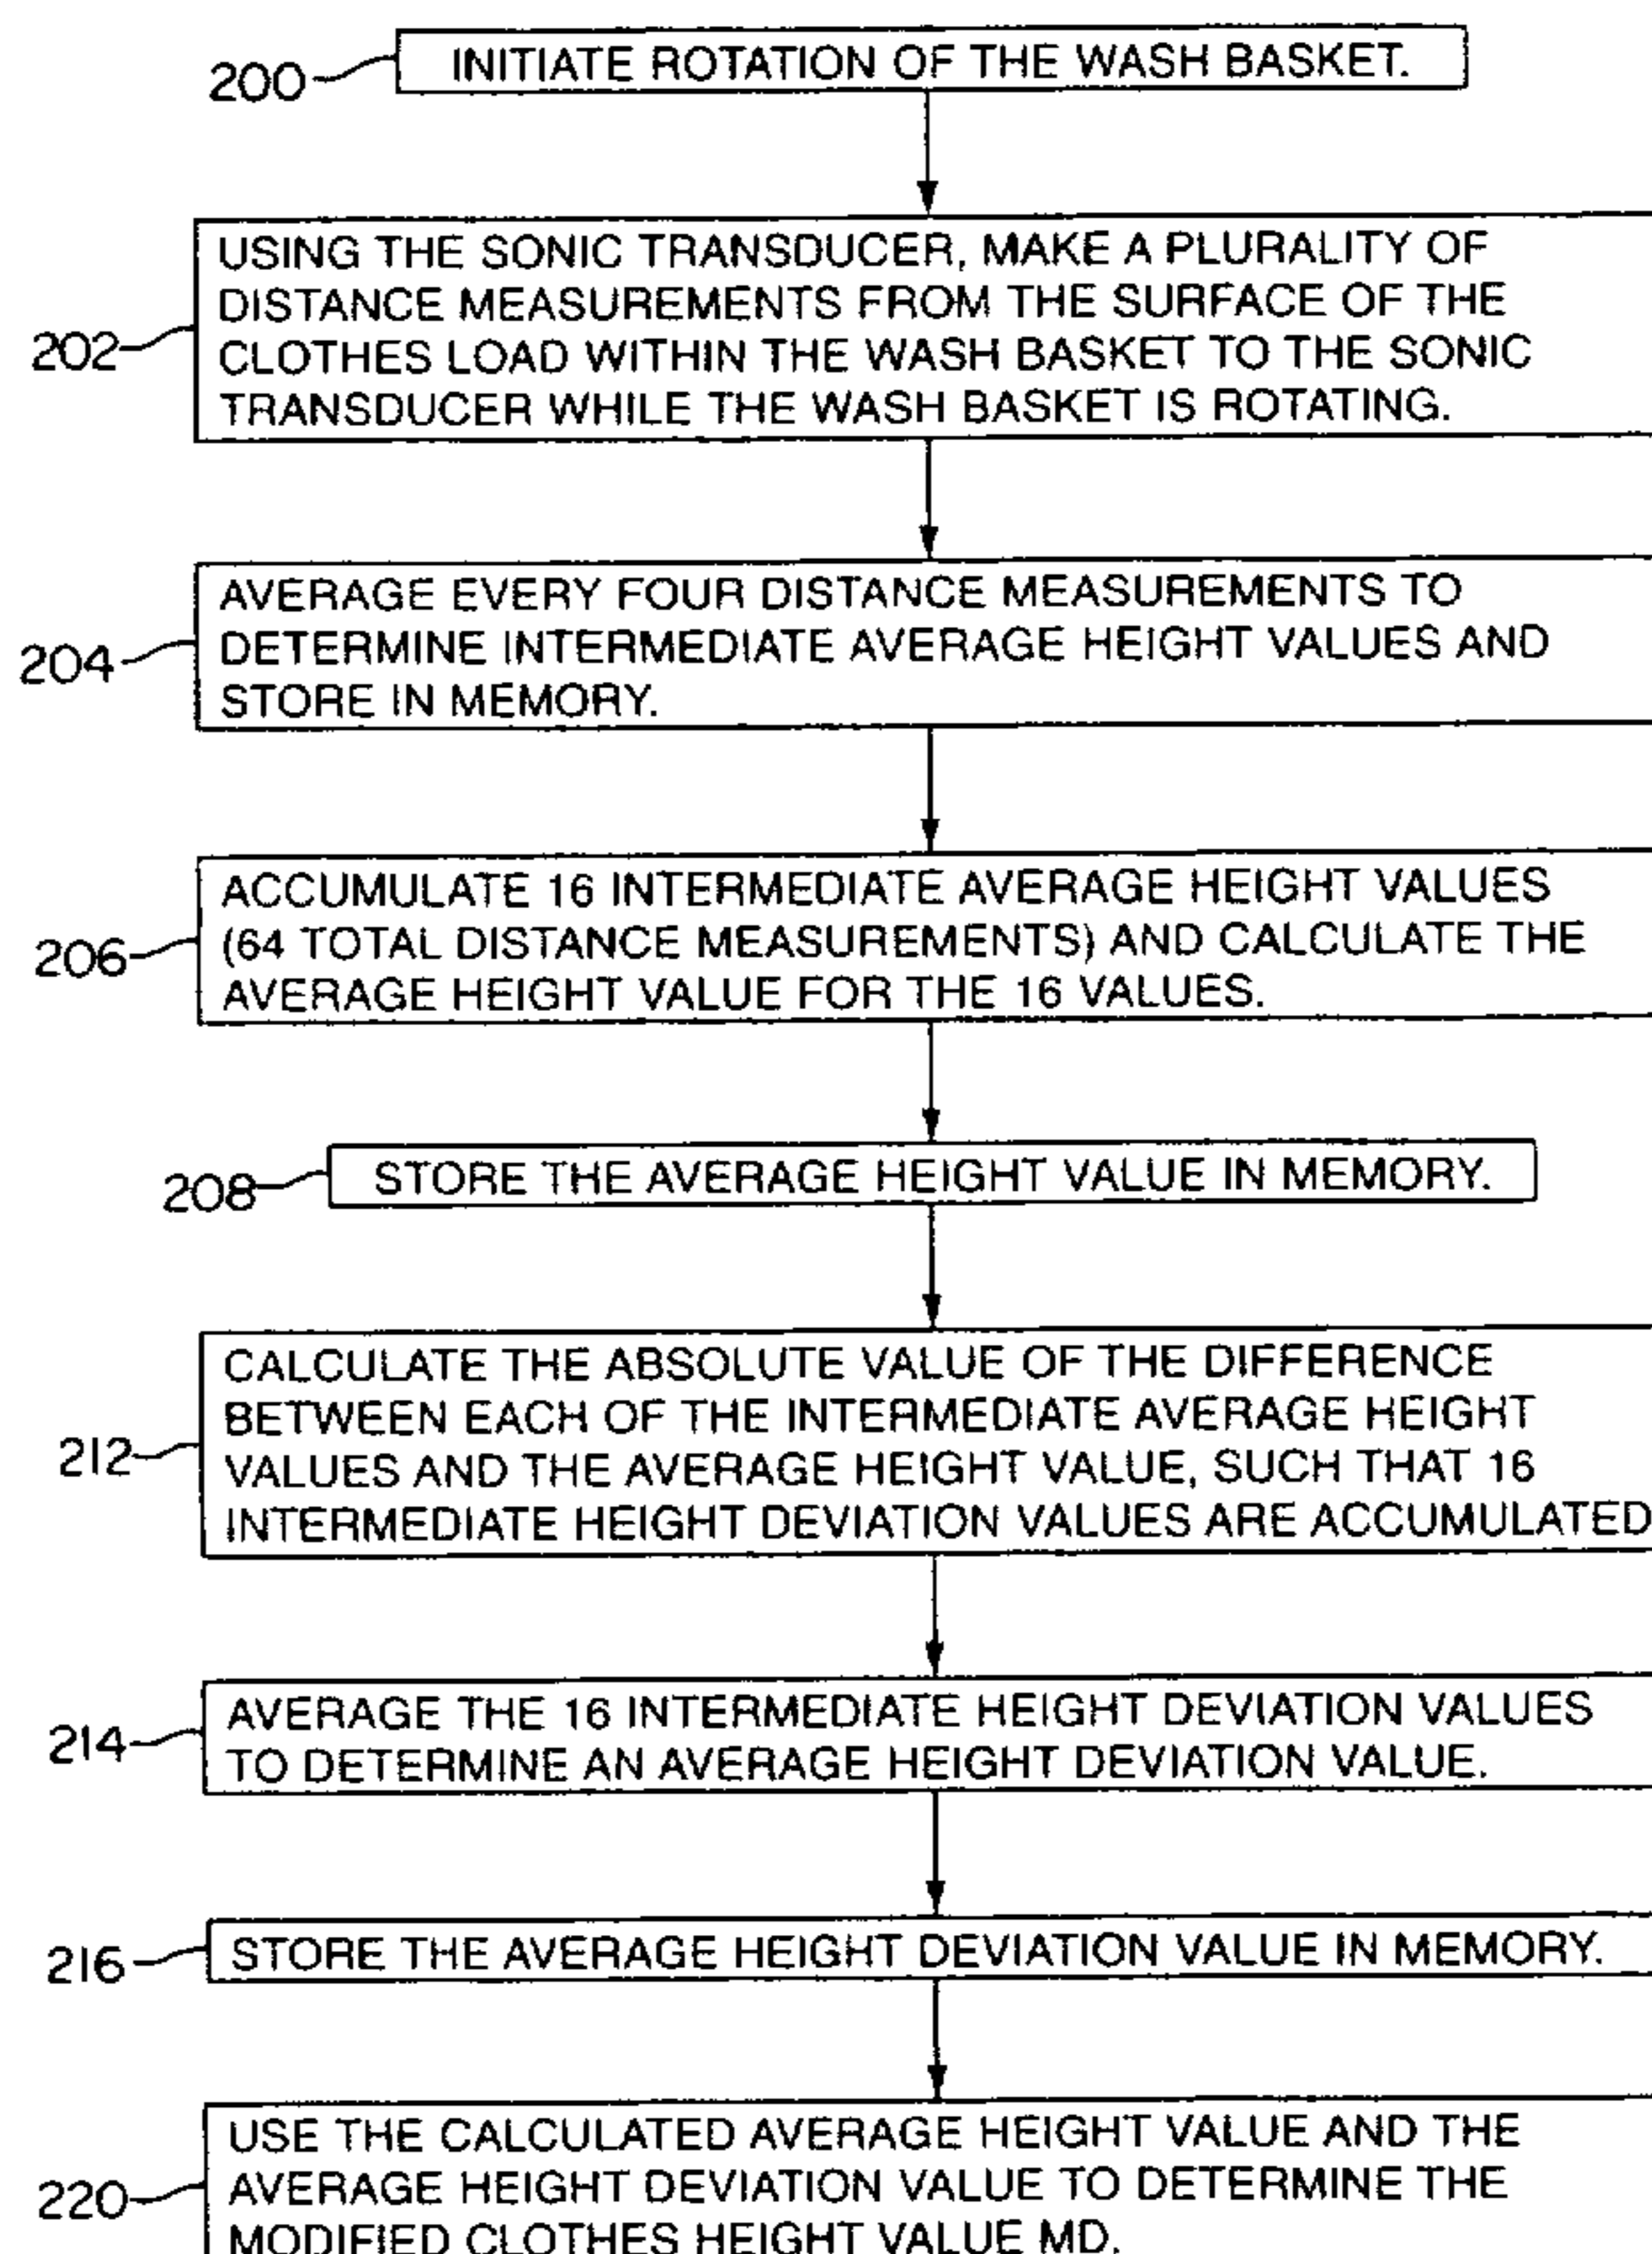 200 INITIATE ROTATION OF THE WASH BASKET.
USING THE SONIC TRANSDUCER, MAKE A PLURALITY OF
DISTANCE MEASUREMENTS FROM THE SURFACE OF THE
202 CLOTHES LOAD WITHIN THE WASH BASKET TO THE SONIC
TRANSDUCER WHILE THE WASH BASKET IS ROTATING.
AVERAGE EVERY FOUR DISTANCE MEASUREMENTS TO
204 DETERMINE INTERMEDIATE AVERAGE HEIGHT VALUES AND
STORE IN MEMORY.
ACCUMULATE 16 INTERMEDIATE AVERAGE HEIGHT VALUES
206 (64 TOTAL DISTANCE MEASUREMENTS) AND CALCULATE THE
AVERAGE HEIGHT VALUE FOR THE 16 VALUES.
208 STORE THE AVERAGE HEIGHT VALUE IN MEMORY.
CALCULATE THE ABSOLUTE VALUE OF THE DIFFERENCE
BETWEEN EACH OF THE INTERMEDIATE AVERAGE HEIGHT
212 VALUES AND THE AVERAGE HEIGHT VALUE, SUCH THAT 16
INTERMEDIATE HEIGHT DEVIATION VALUES ARE ACCUMULATED
AVERAGE THE 16 INTERMEDIATE HEIGHT DEVIATION VALUES
214 TO DETERMINE AN AVERAGE HEIGHT DEVIATION VALUE.
216 STORE THE AVERAGE HEIGHT DEVIATION VALUE IN MEMORY.
USE THE CALCULATED AVERAGE HEIGHT VALUE AND THE
220 AVERAGE HEIGHT DEVIATION VALUE TO DETERMINE THE
MODIFIED CLOTHES HEIGHT VALUE MD.